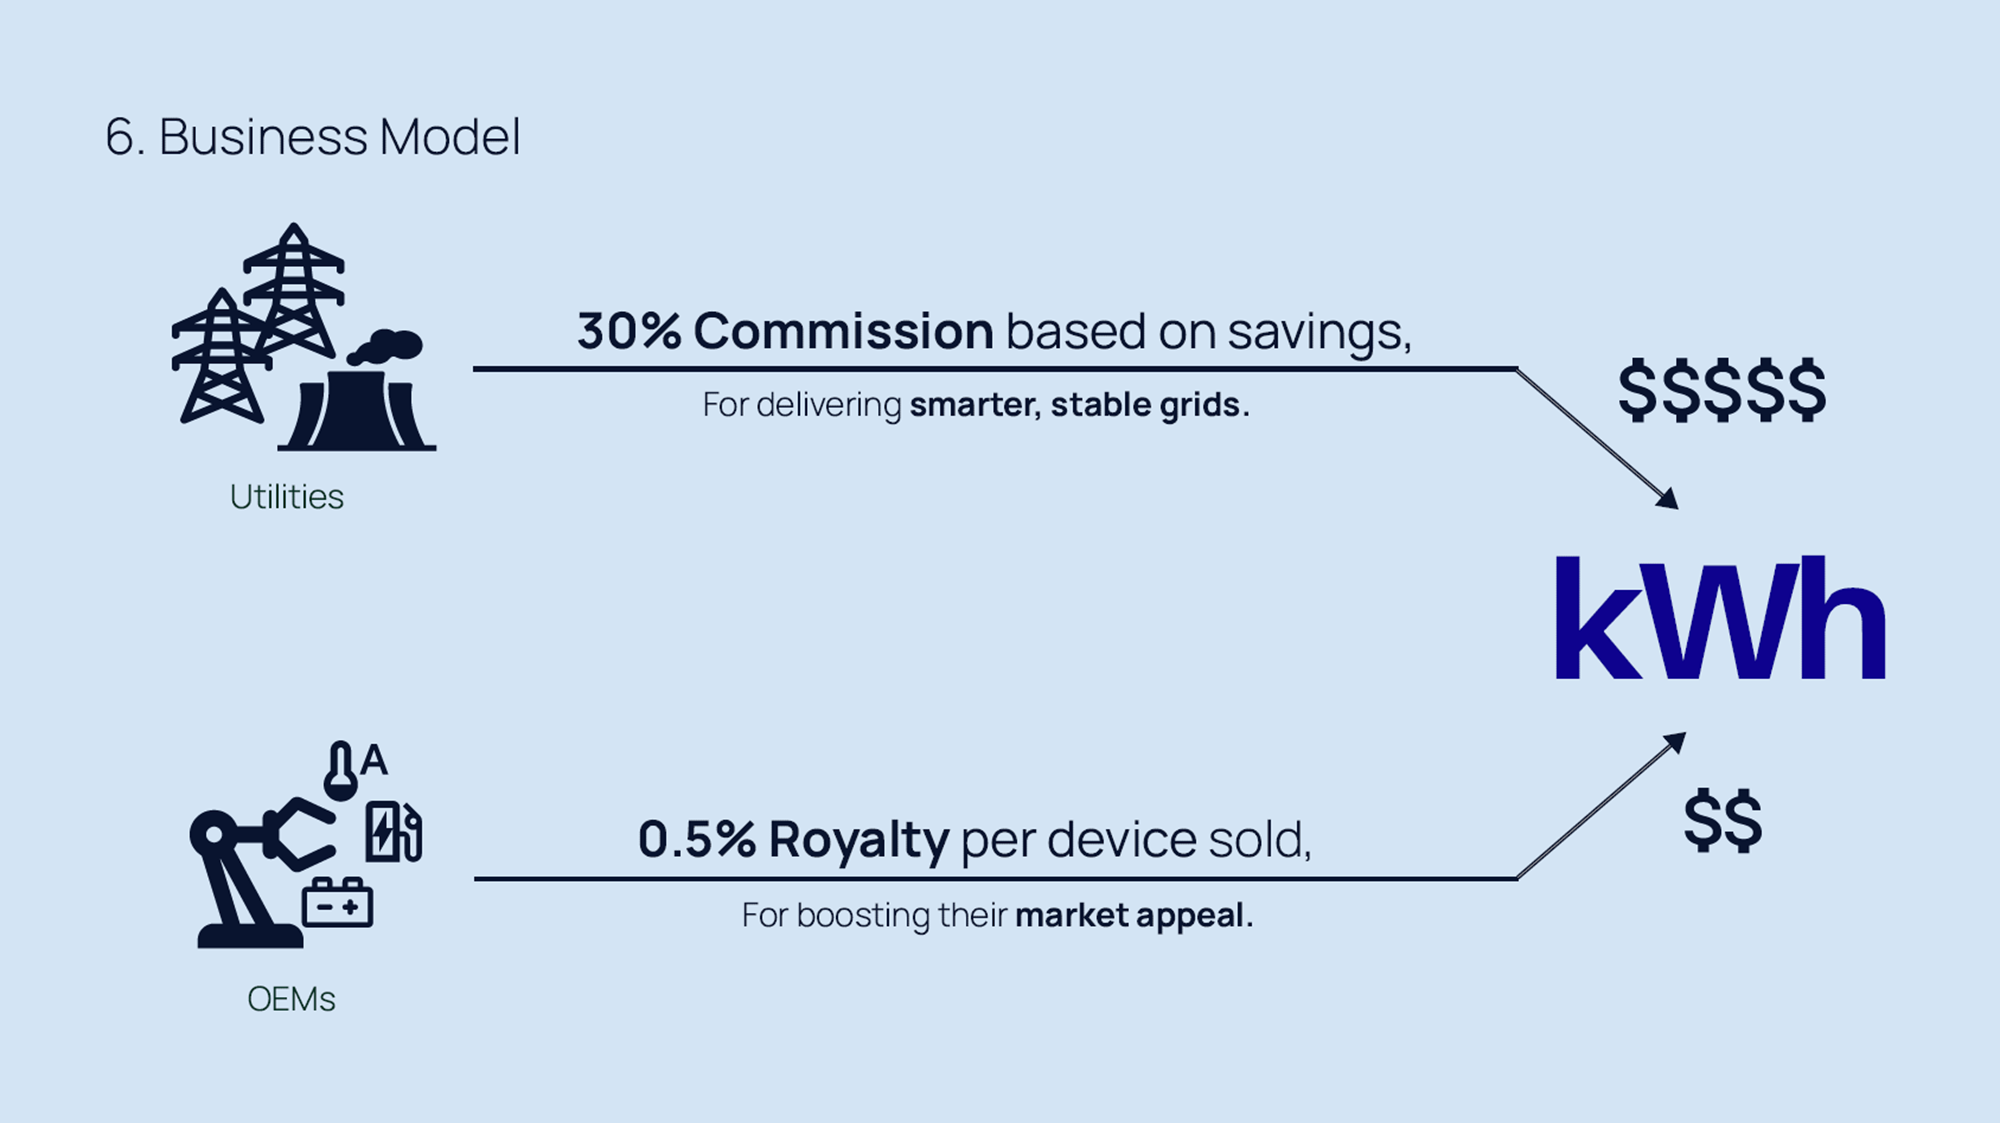 6. Business Model
30% Commission based on savings,
For delivering smarter, stable grids.
$$$$$
Utilities
kWh
A
0.5% Royalty per device sold,
$$
For boosting their market appeal.
OEMs